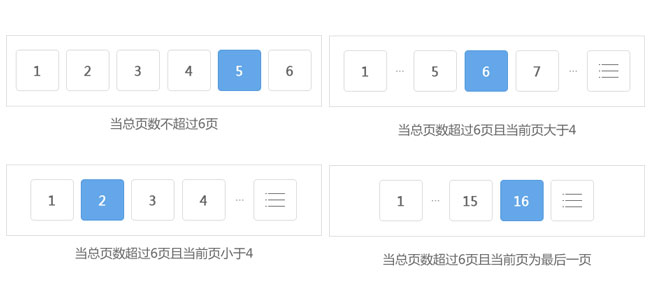 1 2 3 4 5 6
当总页数不超过6页
1 ... 5 6 7 ...
当总页数超过6页且当前页大于4
1 2 3 4 ...
当总页数超过6页且当前页小于4
1 ... 15 16
当总页数超过6页且当前页为最后一页